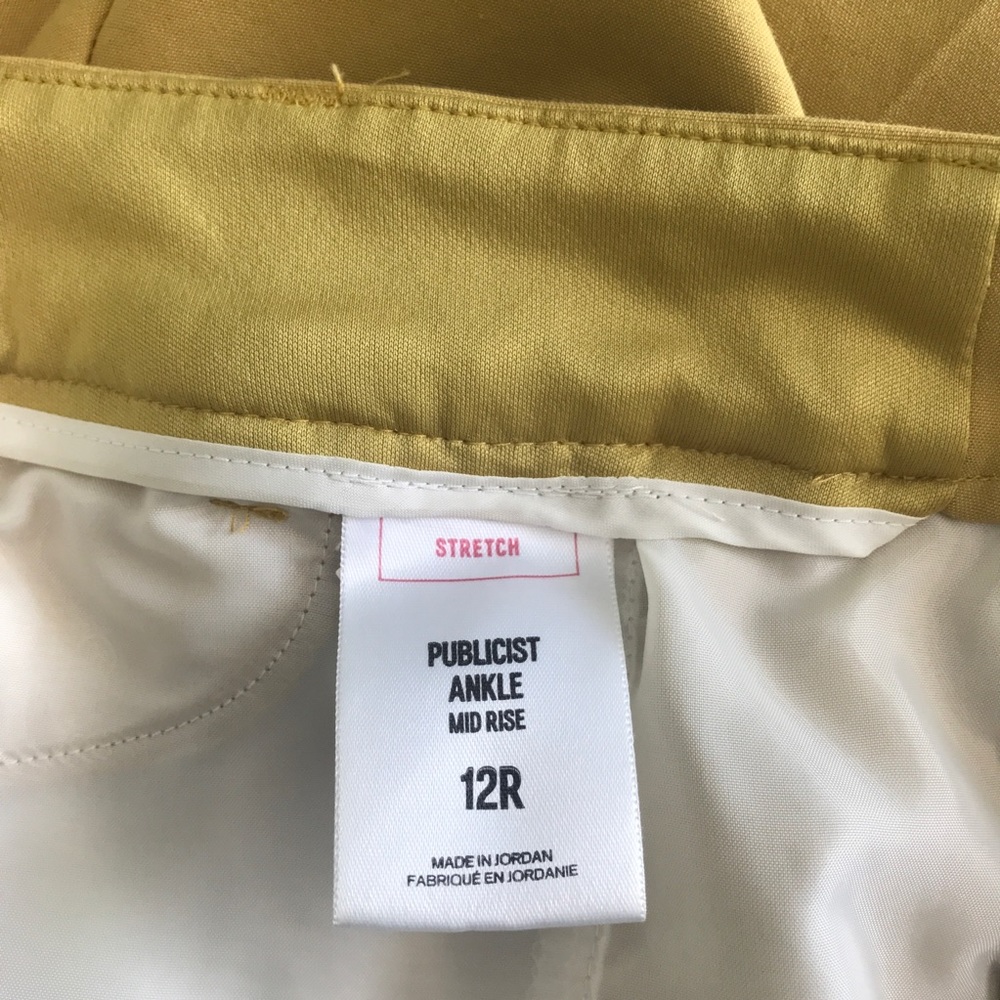 STRETCH
PUBLICIST
ANKLE
MID RISE
12R
MADE IN JORDAN
FABRIQUÉ EN JORDANIE